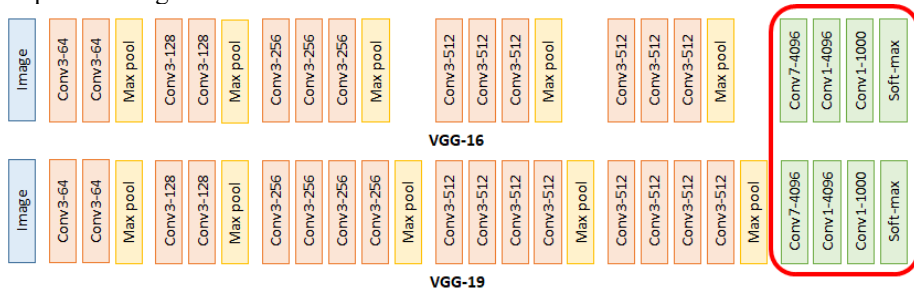 Image
Conv3-64
Conv3-64
Max pool
Conv3-128
Conv3-128
Max pool
Conv3-256
Conv3-256
Conv3-256
Max pool
Conv3-512
Conv3-512
Conv3-512
Max pool
Conv3-512
Conv3-512
Conv3-512
Max pool
Conv7-4096
Conv1-4096
Conv1-1000
Soft-max
VGG-16
Image
Conv3-64
Conv3-64
Max pool
Conv3-128
Conv3-128
Max pool
Conv3-256
Conv3-256
Conv3-256
Conv3-256
Max pool
Conv3-512
Conv3-512
Conv3-512
Conv3-512
Max pool
Conv3-512
Conv3-512
Conv3-512
Conv3-512
Max pool
Conv7-4096
Conv1-4096
Conv1-1000
Soft-max
VGG-19